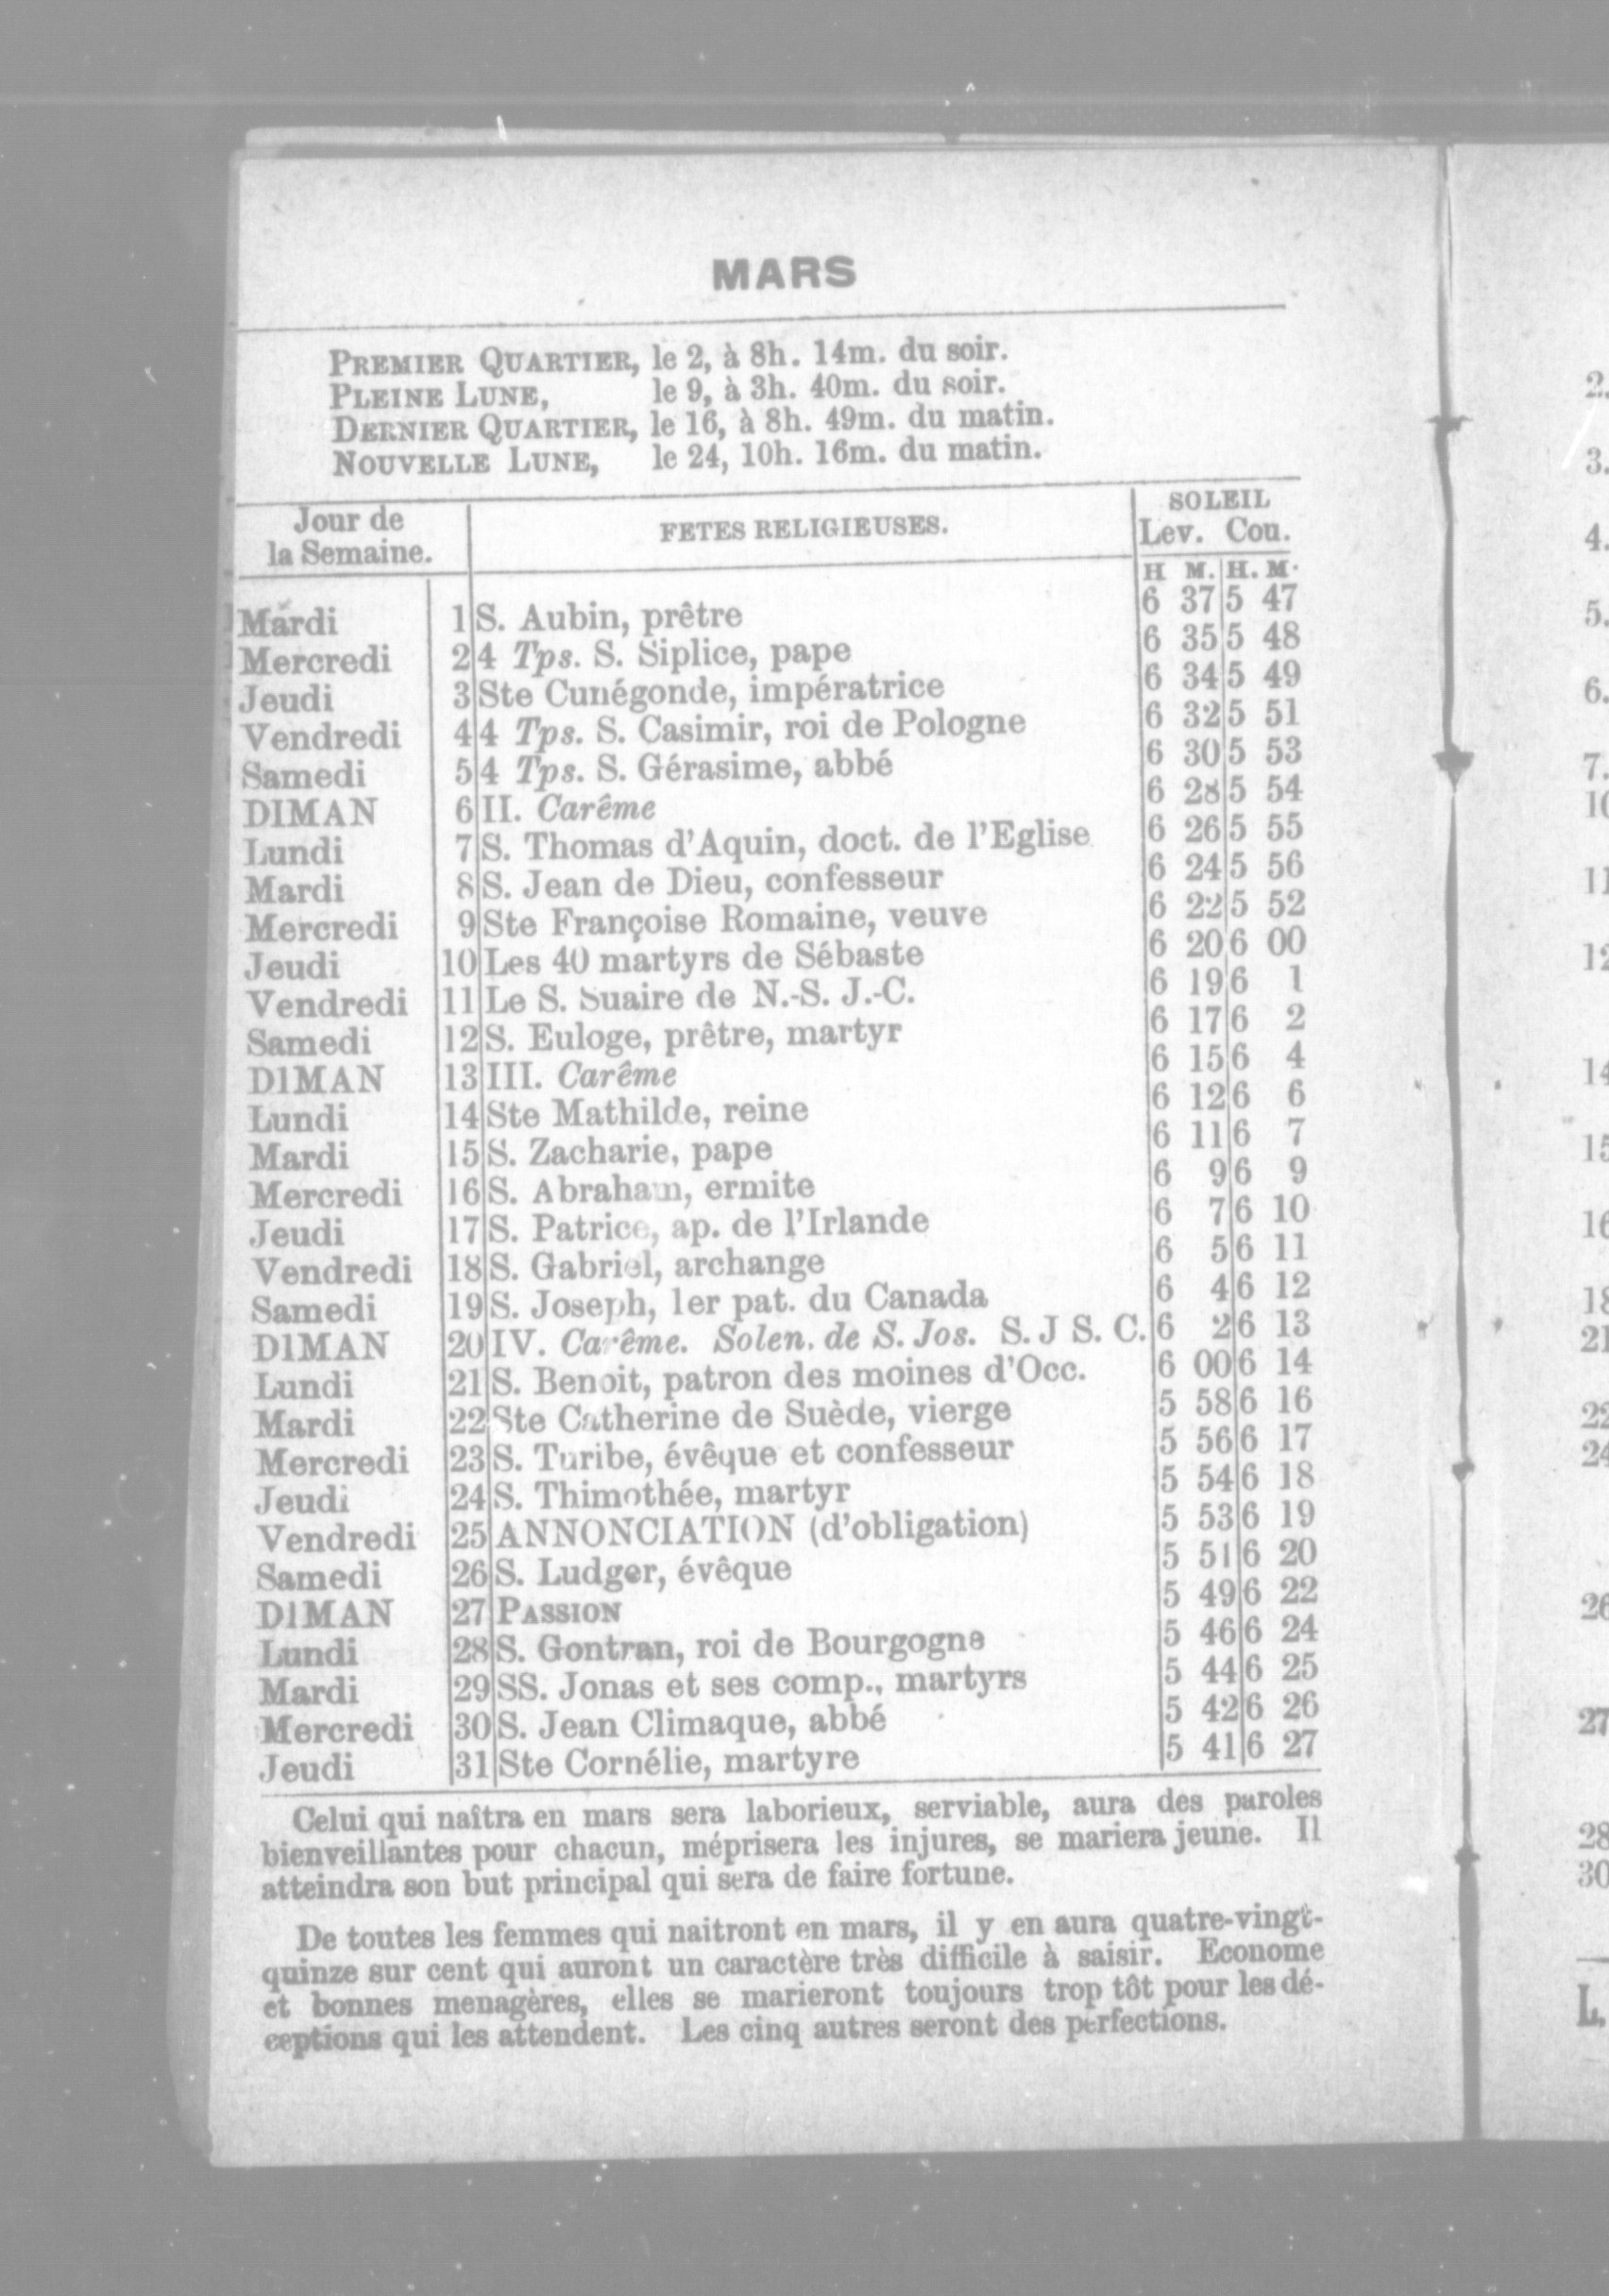 MARS
PREMIER QUARTIER, le 2, à 8h. 14m. du soir.
PLEINE LUNE, le 9, à 3h. 40m. du soir.
DERNIER QUARTIER, le 16, à 8h. 49m. du matin.
NOUVELLE LUNE, le 24, 10h. 16m. du matin.
Jour de la Semaine. FETES RELIGIEUSES. SOLEIL
Lev. Cou.
H M. H. M.
Mardi 1 S. Aubin, prêtre 6 37 5 47
Mercredi 2 4 Tps. S. Siplice, pape 6 35 5 48
Jeudi 3 Ste Cunégonde, impératrice 6 34 5 49
Vendredi 4 4 Tps. S. Casimir, roi de Pologne 6 32 5 51
Samedi 5 4 Tps. S. Gérasime, abbé 6 30 5 53
DIMAN 6 II. Carême 6 28 5 54
Lundi 7 S. Thomas d'Aquin, doct. de l'Eglise 6 26 5 55
Mardi 8 S. Jean de Dieu, confesseur 6 24 5 56
Mercredi 9 Ste Françoise Romaine, veuve 6 22 5 52
Jeudi 10 Les 40 martyrs de Sébaste 6 20 6 00
Vendredi 11 Le S. Suaire de N.-S. J.-C. 6 19 6 1
Samedi 12 S. Euloge, prêtre, martyr 6 17 6 2
DIMAN 13 III. Carême 6 15 6 4
Lundi 14 Ste Mathilde, reine 6 12 6 6
Mardi 15 S. Zacharie, pape 6 11 6 7
Mercredi 16 S. Abraham, ermite 6 9 6 9
Jeudi 17 S. Patrice, ap. de l'Irlande 6 7 6 10
Vendredi 18 S. Gabriel, archange 6 5 6 11
Samedi 19 S. Joseph, 1er pat. du Canada 6 4 6 12
DIMAN 20 IV. Carême. Solen. de S. Jos. S. J S. C. 6 2 6 13
Lundi 21 S. Benoit, patron des moines d'Occ. 6 00 6 14
Mardi 22 Ste Catherine de Suède, vierge 5 58 6 16
Mercredi 23 S. Turibe, évêque et confesseur 5 56 6 17
Jeudi 24 S. Thimothée, martyr 5 54 6 18
Vendredi 25 ANNONCIATION (d'obligation) 5 53 6 19
Samedi 26 S. Ludger, évêque 5 51 6 20
DIMAN 27 PASSION 5 49 6 22
Lundi 28 S. Gontran, roi de Bourgogne 5 46 6 24
Mardi 29 SS. Jonas et ses comp., martyrs 5 44 6 25
Mercredi 30 S. Jean Climaque, abbé 5 42 6 26
Jeudi 31 Ste Cornélie, martyre 5 41 6 27
Celui qui naîtra en mars sera laborieux, serviable, aura des paroles
bienveillantes pour chacun, méprisera les injures, se mariera jeune. Il
atteindra son but principal qui sera de faire fortune.
De toutes les femmes qui naitront en mars, il y en aura quatre-vingt-
quinze sur cent qui auront un caractère très difficile à saisir. Econome
et bonnes menagères, elles se marieront toujours trop tôt pour les dé-
ceptions qui les attendent. Les cinq autres seront des perfections.
2.
3.
4.
5.
6.
7.
10
11
12
14
15
16
18
21
22
24
26
27
28
30
L.